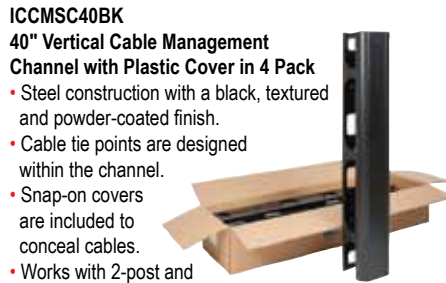 ICCMSC40BK
40" Vertical Cable Management
Channel with Plastic Cover in 4 Pack
• Steel construction with a black, textured
and powder-coated finish.
• Cable tie points are designed
within the channel.
• Snap-on covers
are included to
conceal cables.
• Works with 2-post and